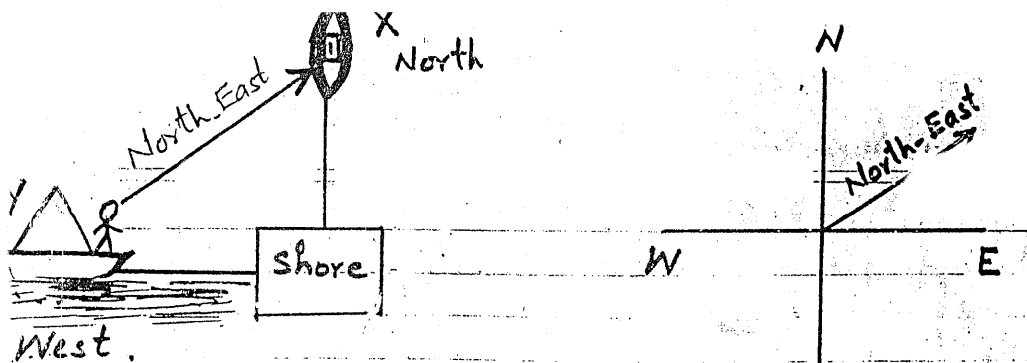 X
North
North-East
Y
Shore
West.
N
North-East
W
E